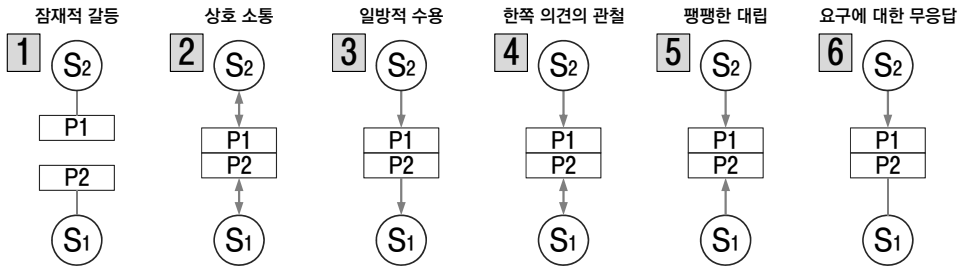 잠재적 갈등
상호 소통
일방적 수용
한쪽 의견의 관철
팽팽한 대립
요구에 대한 무응답
1 S2
2 S2
3 S2
4 S2
5 S2
6 S2
P1
P1
P1
P1
P1
P1
P2
P2
P2
P2
P2
P2
S1
S1
S1
S1
S1
S1